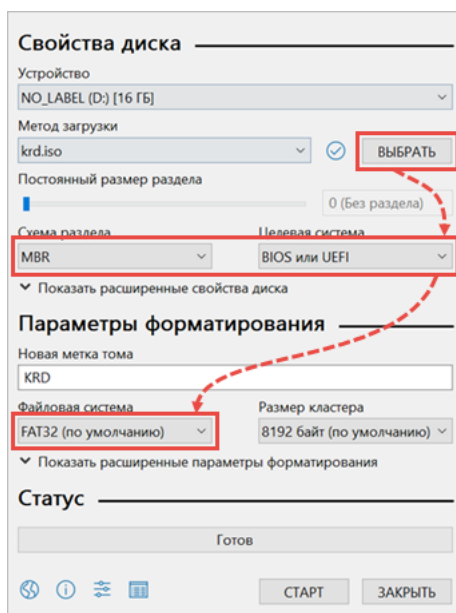 Свойства диска
Устройство
NO_LABEL (D:) [16 ГБ]
Метод загрузки
krd.iso
ВЫБРАТЬ
Постоянный размер раздела
0 (Без раздела)
Схема раздела Целевая система
MBR BIOS или UEFI
Показать расширенные свойства диска
Параметры форматирования
Новая метка тома
KRD
Файловая система Размер кластера
FAT32 (по умолчанию) 8192 байт (по умолчанию)
Показать расширенные параметры форматирования
Статус
Готов
СТАРТ ЗАКРЫТЬ